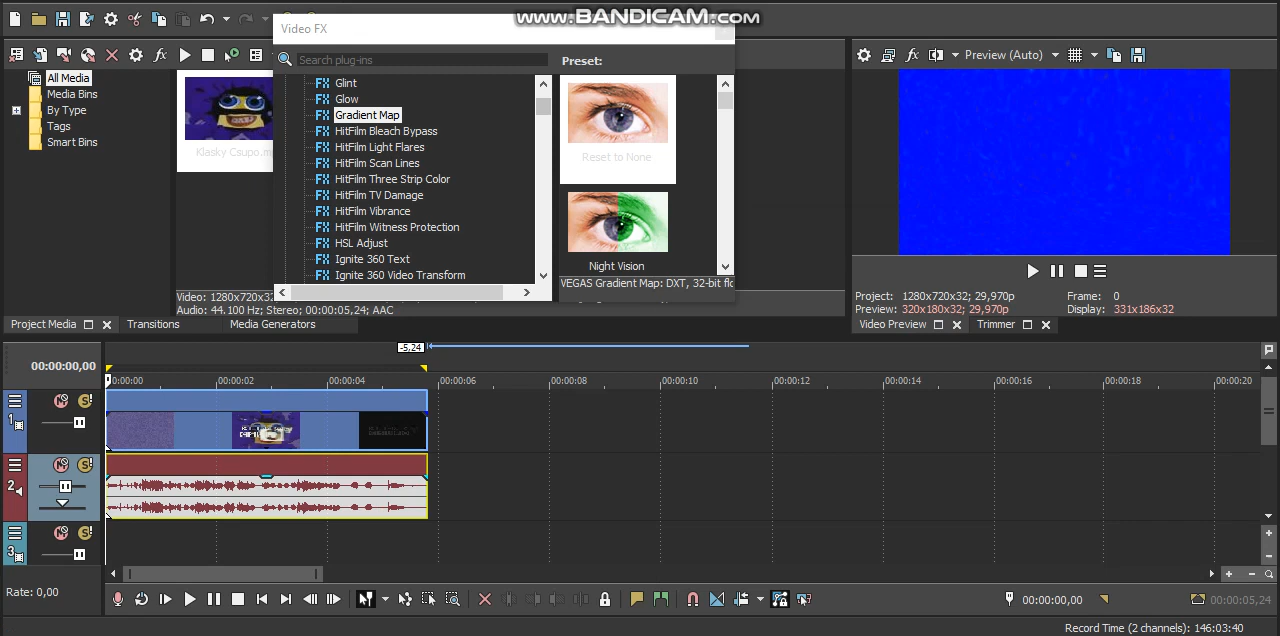 www.BANDICAM.com
Video FX
Search plug-ins
Preset:
Glint
Glow
Gradient Map
HitFilm Bleach Bypass
HitFilm Light Flares
HitFilm Scan Lines
HitFilm Three Strip Color
HitFilm TV Damage
HitFilm Vibrance
HitFilm Witness Protection
HSL Adjust
Ignite 360 Text
Ignite 360 Video Transform
Reset to None
Night Vision
VEGAS Gradient Map: DXT, 32-bit flo
All Media
Media Bins
By Type
Tags
Smart Bins
Klasky Csupo.m
Video: 1280x720x32
Audio: 44.100 Hz; Stereo; 00:00:05,24; AAC
Project Media
Transitions
Media Generators
Preview (Auto)
Project: 1280x720x32; 29,970p
Frame: 0
Preview: 320x180x32; 29,970p
Display: 331x186x32
Video Preview
Trimmer
-5,24
00:00:00,00
0:00:00
00:00:02
00:00:04
00:00:06
00:00:08
00:00:10
00:00:12
00:00:14
00:00:16
00:00:18
00:00:20
1
2
3
Rate: 0,00
00:00:00,00
00:00:05,24
Record Time (2 channels): 146:03:40